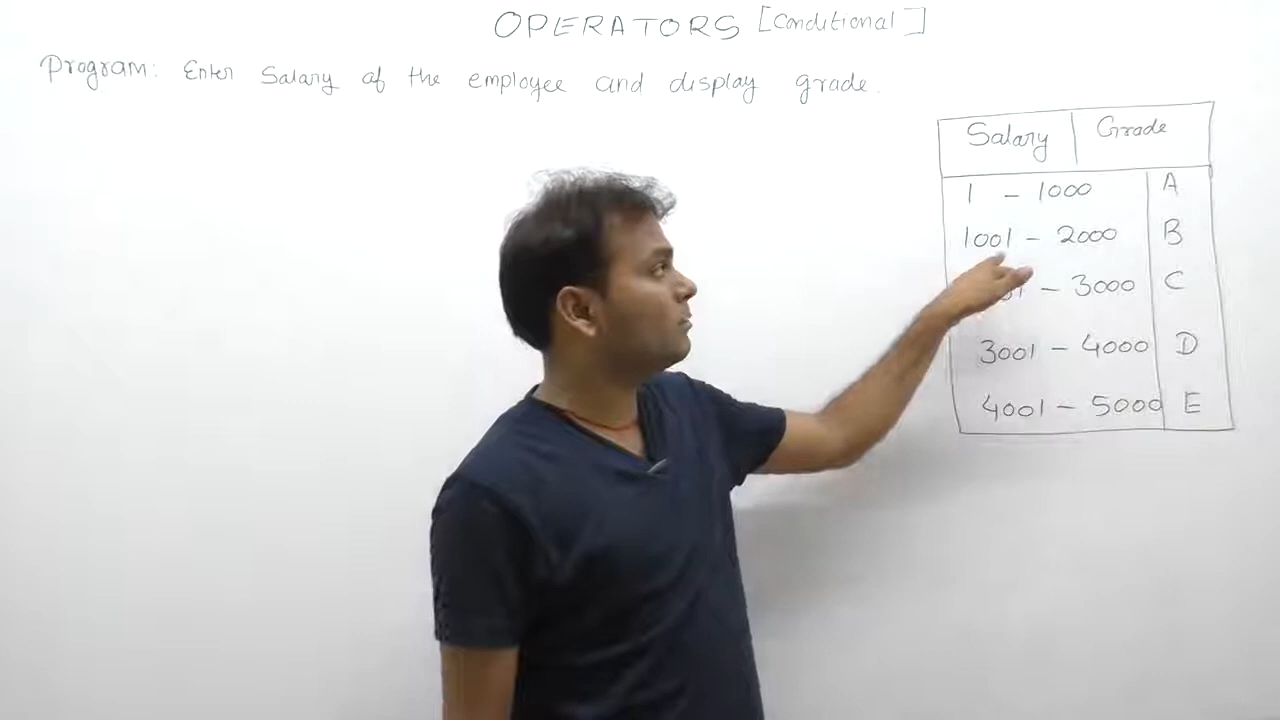 OPERATORS [Conditional]
Program: Enter Salary of the employee and display grade.
Salary | Grade
1 - 1000 A
1001 - 2000 B
- 3000 C
3001 - 4000 D
4001 - 5000 E